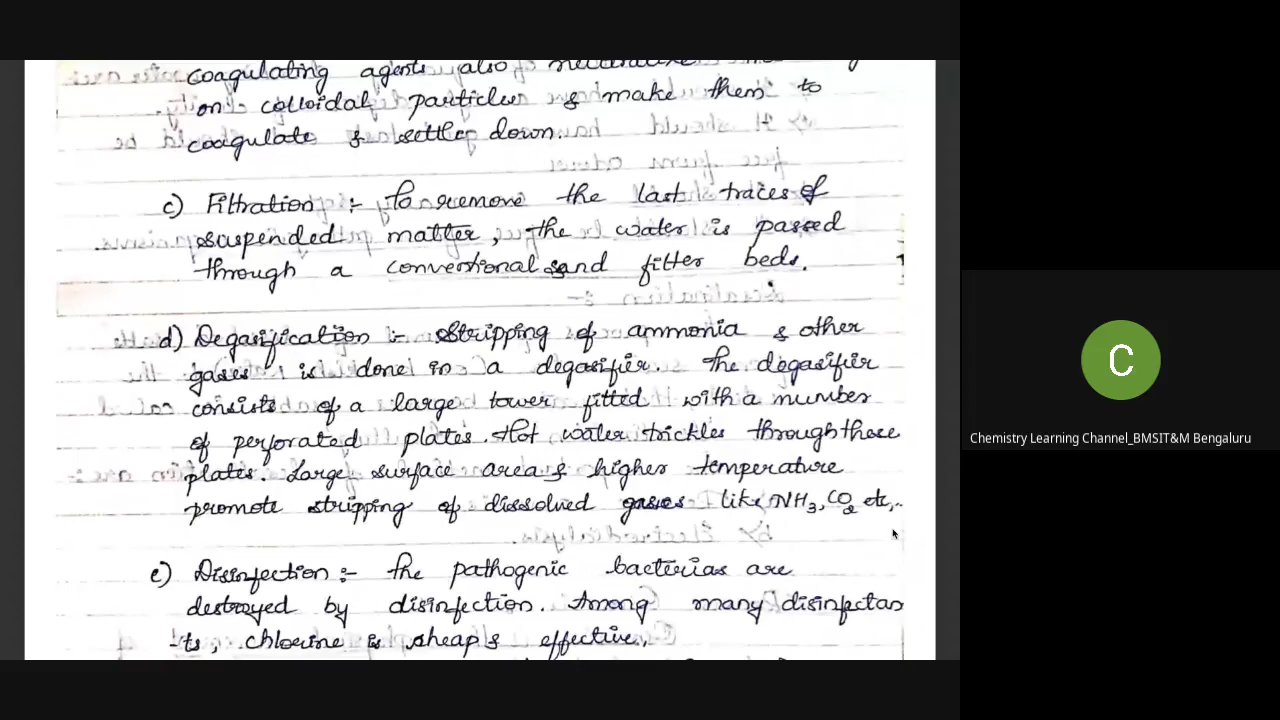 coagulating agents also
on colloidal particles & make them to
coagulate & settle down.
c) Filtration :- To remove the last traces of
suspended matter, the water is passed
through a conventional sand filter beds.
d) Degasification :- Stripping of ammonia & other
gases is done in a degasifier. The degasifier
consists of a large tower fitted with a number
of perforated plates. Hot water trickles through those
plates. Large surface area & higher temperature
promote stripping of dissolved gases like NH3, CO2 etc,..
e) Disinfection :- The pathogenic bacterias are
destroyed by disinfection. Among many disinfectan
-ts, chlorine is cheap & effective.
C
Chemistry Learning Channel_BMSIT&M Bengaluru